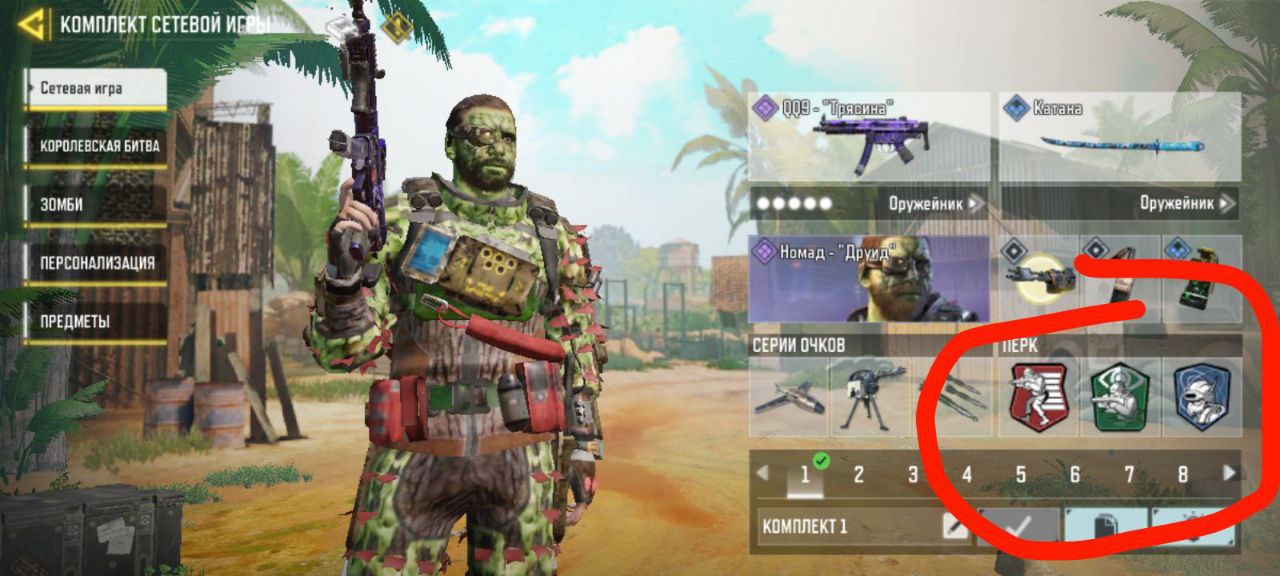 КОМПЛЕКТ СЕТЕВОЙ ИГРЫ
Сетевая игра
КОРОЛЕВСКАЯ БИТВА
ЗОМБИ
ПЕРСОНАЛИЗАЦИЯ
ПРЕДМЕТЫ
QQ9 - "Трясина"
Катана
Оружейник
Оружейник
Номад - "Друид"
СЕРИИ ОЧКОВ
ПЕРК
1 2 3 4 5 6 7 8
КОМПЛЕКТ 1